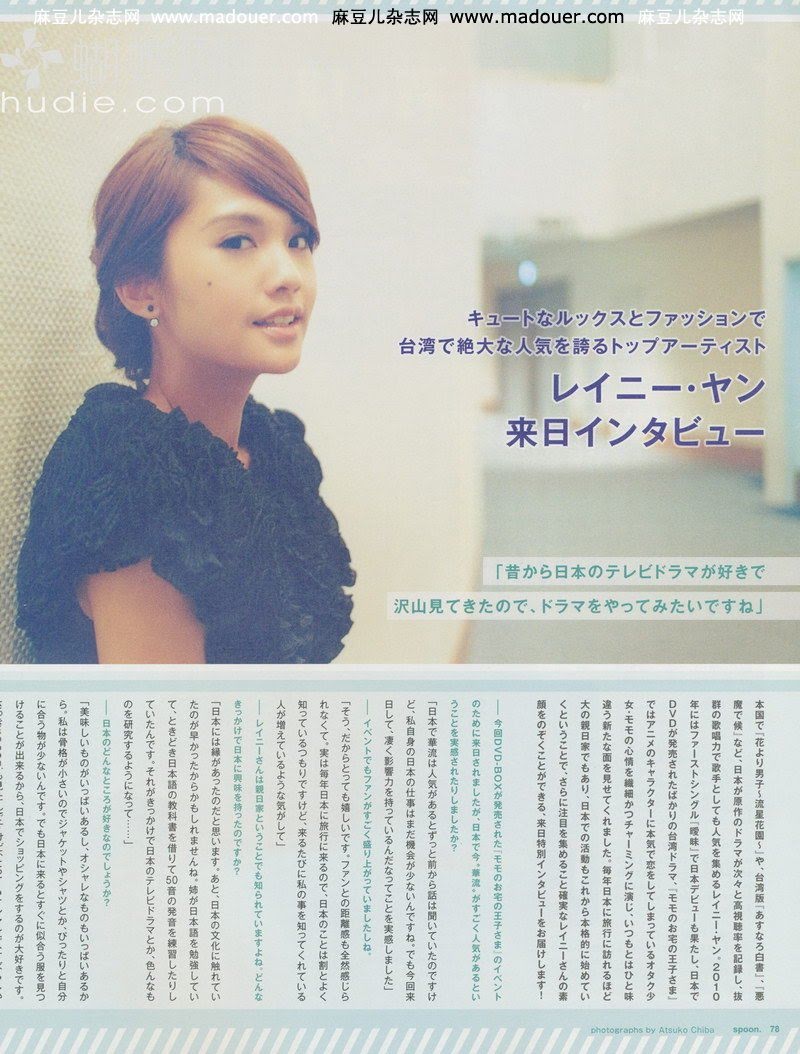 麻豆儿杂志网 www.madouer.com 麻豆儿杂志网 www.madouer.com 麻豆儿杂志网 www.madouer.com 麻豆儿杂志网
hudie.com
キュートなルックスとファッションで
台湾で絶大な人気を誇るトップアーティスト
レイニー・ヤン
来日インタビュー
「昔から日本のテレビドラマが好きで
沢山見てきたので、ドラマをやってみたいですね」
本国で「花より男子~流星花園~」や、台湾版「あすなろ白書」、「悪
魔で候」など、日本が原作のドラマが次々と高視聴率を記録し、抜
群の歌唱力で歌手としても人気を集めるレイニー・ヤン。2010
年にはファーストシングル「曖昧」で日本デビューも果たし、日本で
DVDが発売されたばかりの台湾ドラマ、『モモのお宅の王子さま』
ではアニメのキャラクターに本気で恋をしてしまっているオタク少
女・モモの心情を繊細かつチャーミングに演じ、いつもとはひと味
違う新たな面を見せてくれました。毎年日本に旅行に訪れるほど
大の親日家でもあり、日本での活動もこれから本格的に始めてい
くということで、さらに注目を集めること確実なレイニーさんの素
顔をのぞくことができる、来日特別インタビューをお届けします!
――今回DVD-BOXが発売された『モモのお宅の王子さま』のイベント
のために来日されましたが、日本で今、“華流”がすごく人気があるとい
うことを実感されたりしましたか?
「日本で華流は人気があるとずっと前から話は聞いていたのですけ
ど、私自身の日本の仕事はまだ機会が少ないんですね。でも今回来
日して、凄く影響力を持っているんだなってことを実感しました」
――イベントでもファンがすごく盛り上がっていましたしね。
「そう、だからとっても嬉しいです。ファンとの距離感も全然感じら
れなくて。実は毎年日本に旅行に来るので、日本のことは割とよく
知っているつもりですけど、来るたびに私の事を知ってくれている
人が増えているような気がして」
――レイニーさんは親日家ということでも知られていますよね。どんな
きっかけで日本に興味を持ったのですか?
「日本には縁があったのだと思います。あと、日本の文化に触れてい
たのが早かったからかもしれませんね。姉が日本語を勉強してい
て、ときどき日本語の教科書を借りて50音の発音を練習したりし
ていたんです。それがきっかけで日本のテレビドラマとか、色んなも
のを研究するようになって……」
――日本のどんなところが好きなのでしょうか?
「美味しいものがいっぱいあるし、オシャレなものもいっぱいあるか
ら。私は骨格が小さいのでジャケットやシャツとか、ぴったりと自分
に合う物が少ないんです。でも日本に来るとすぐに似合う服を見つ
けることが出来るから、日本でショッピングをするのが大好きです。
photographs by Atsuko Chiba spoon. 78